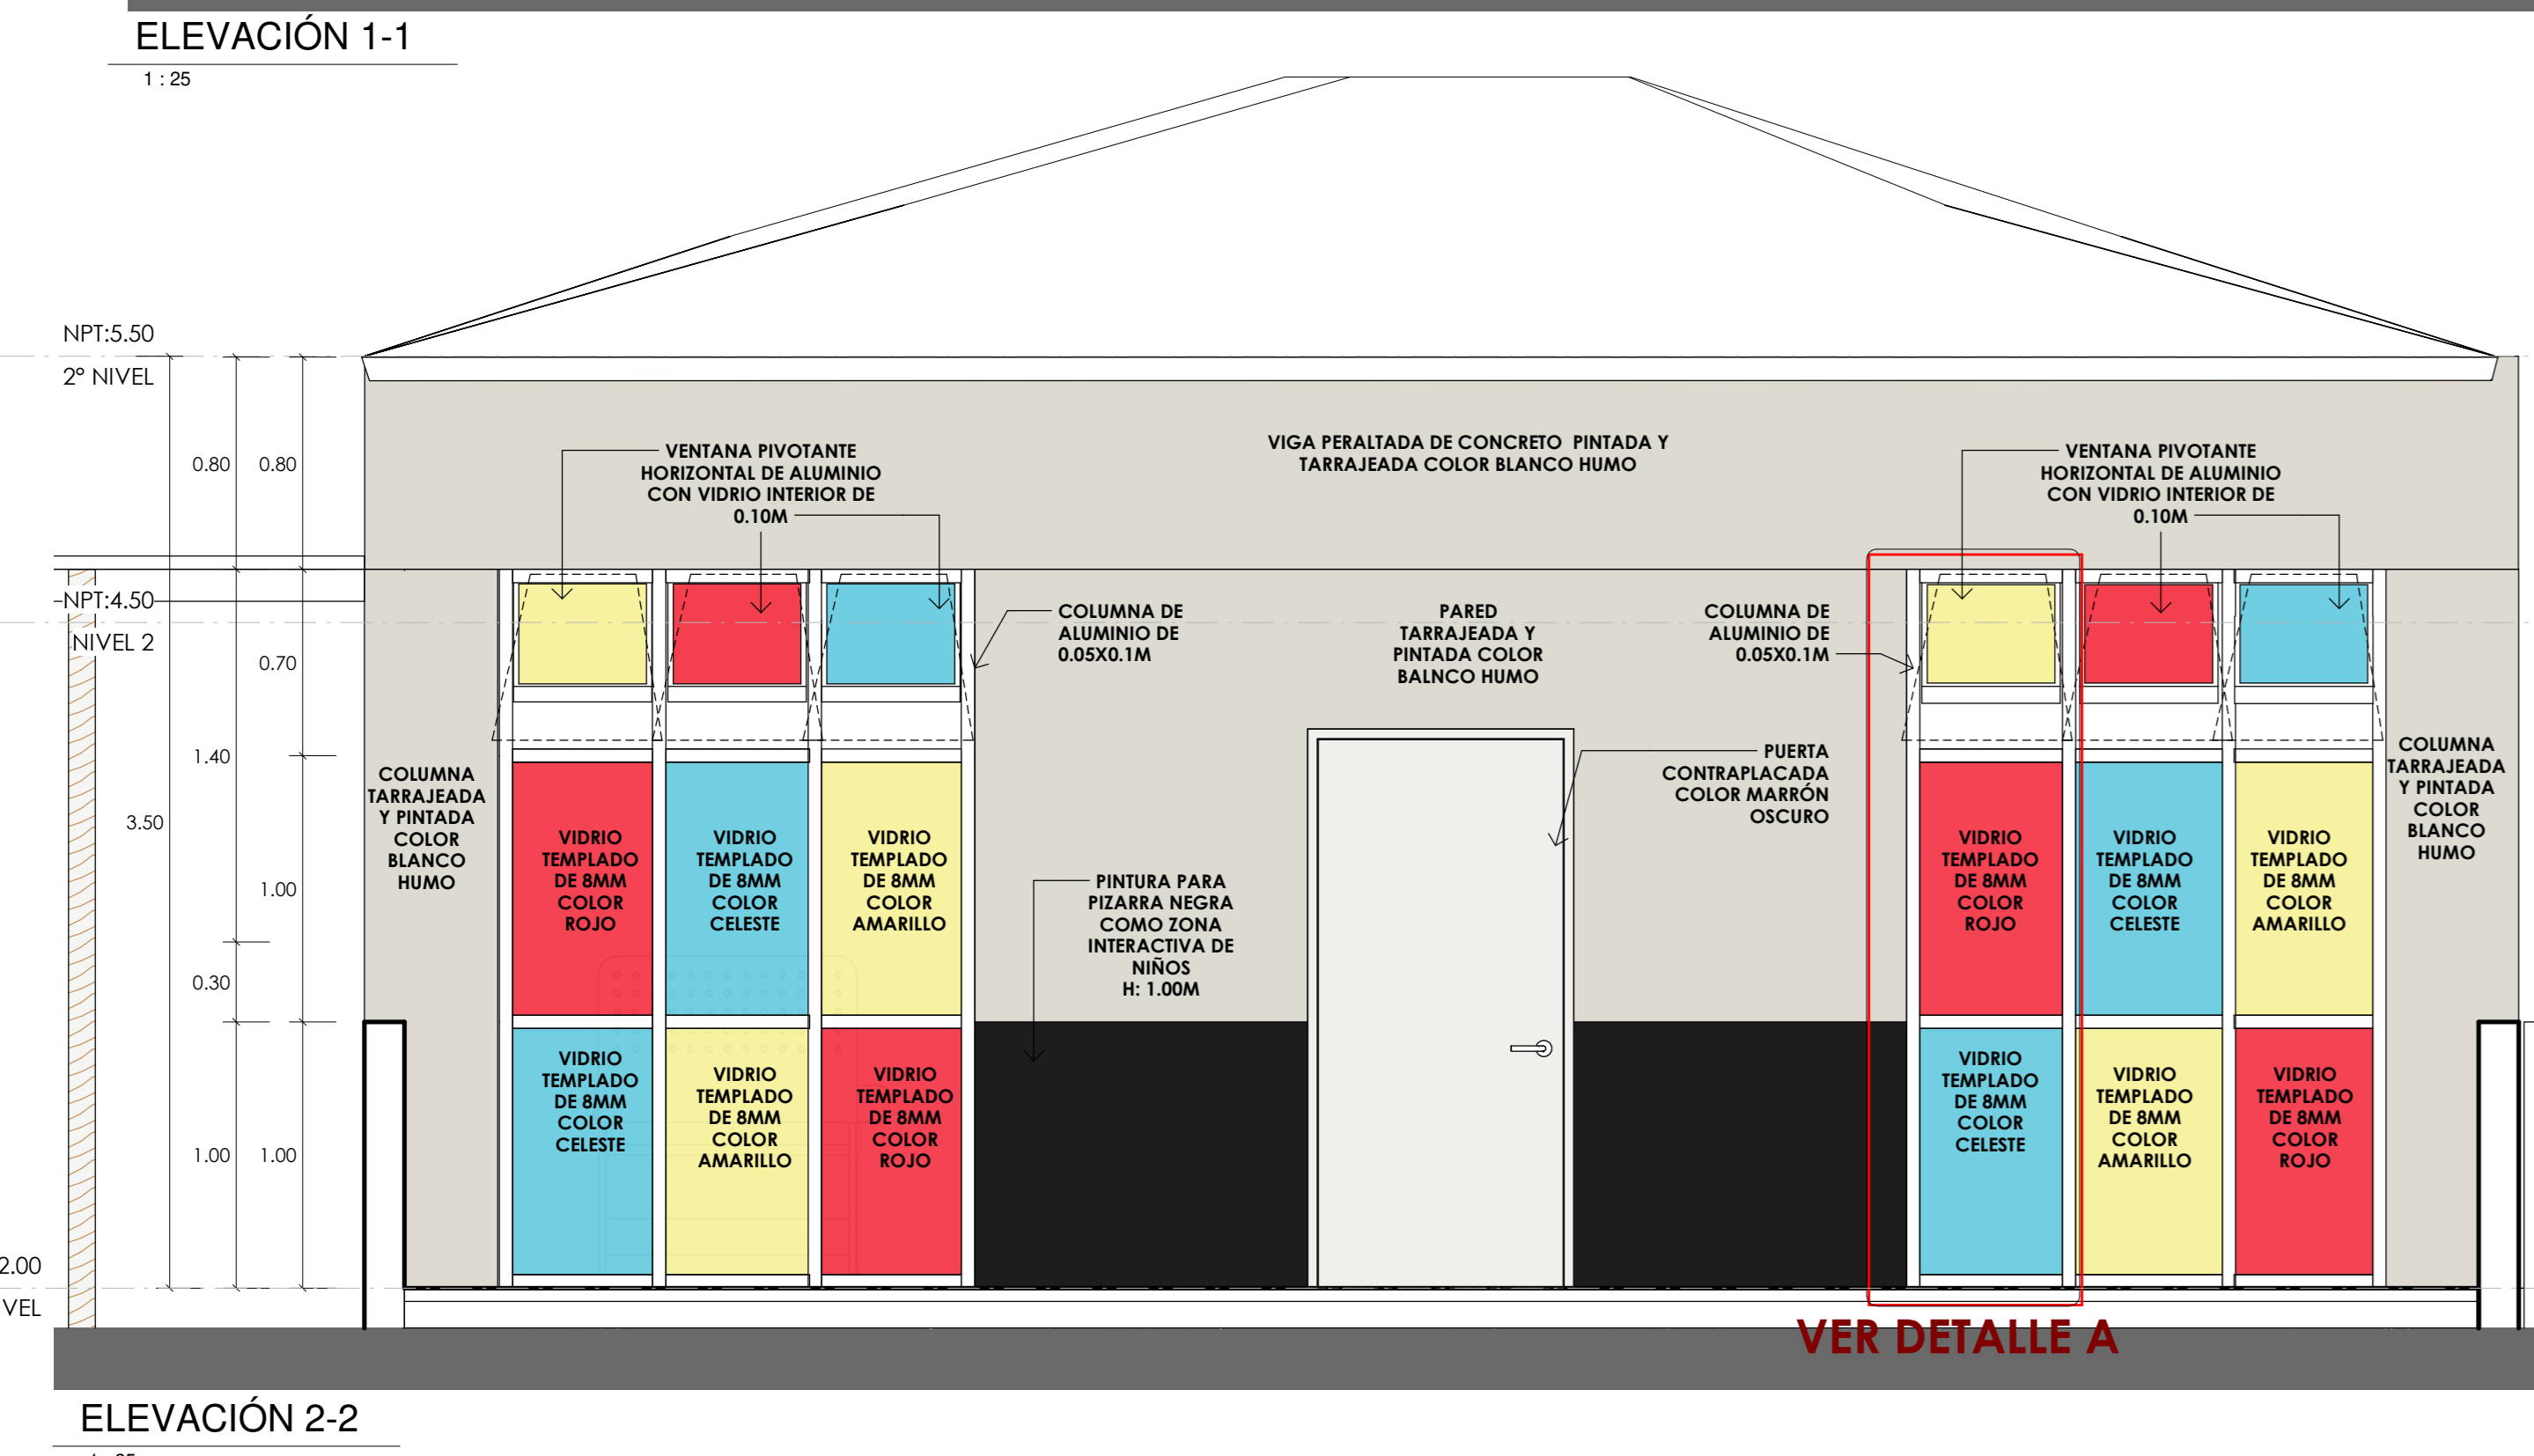 ELEVACIÓN 1-1
1 : 25
NPT:5.50
2° NIVEL
0.80
0.80
VENTANA PIVOTANTE
HORIZONTAL DE ALUMINIO
CON VIDRIO INTERIOR DE
0.10M
VIGA PERALTADA DE CONCRETO PINTADA Y
TARRAJEADA COLOR BLANCO HUMO
VENTANA PIVOTANTE
HORIZONTAL DE ALUMINIO
CON VIDRIO INTERIOR DE
0.10M
NPT:4.50
NIVEL 2
0.70
1.40
3.50
1.00
0.30
1.00
1.00
COLUMNA DE
ALUMINIO DE
0.05X0.1M
PARED
TARRAJEADA Y
PINTADA COLOR
BALNCO HUMO
COLUMNA DE
ALUMINIO DE
0.05X0.1M
COLUMNA
TARRAJEADA
Y PINTADA
COLOR
BLANCO
HUMO
PUERTA
CONTRAPLACADA
COLOR MARRÓN
OSCURO
COLUMNA
TARRAJEADA
Y PINTADA
COLOR
BLANCO
HUMO
VIDRIO
TEMPLADO
DE 8MM
COLOR
ROJO
VIDRIO
TEMPLADO
DE 8MM
COLOR
CELESTE
VIDRIO
TEMPLADO
DE 8MM
COLOR
AMARILLO
PINTURA PARA
PIZARRA NEGRA
COMO ZONA
INTERACTIVA DE
NIÑOS
H: 1.00M
VIDRIO
TEMPLADO
DE 8MM
COLOR
ROJO
VIDRIO
TEMPLADO
DE 8MM
COLOR
CELESTE
VIDRIO
TEMPLADO
DE 8MM
COLOR
AMARILLO
VIDRIO
TEMPLADO
DE 8MM
COLOR
CELESTE
VIDRIO
TEMPLADO
DE 8MM
COLOR
AMARILLO
VIDRIO
TEMPLADO
DE 8MM
COLOR
ROJO
VIDRIO
TEMPLADO
DE 8MM
COLOR
CELESTE
VIDRIO
TEMPLADO
DE 8MM
COLOR
AMARILLO
VIDRIO
TEMPLADO
DE 8MM
COLOR
ROJO
2.00
VEL
VER DETALLE A
ELEVACIÓN 2-2